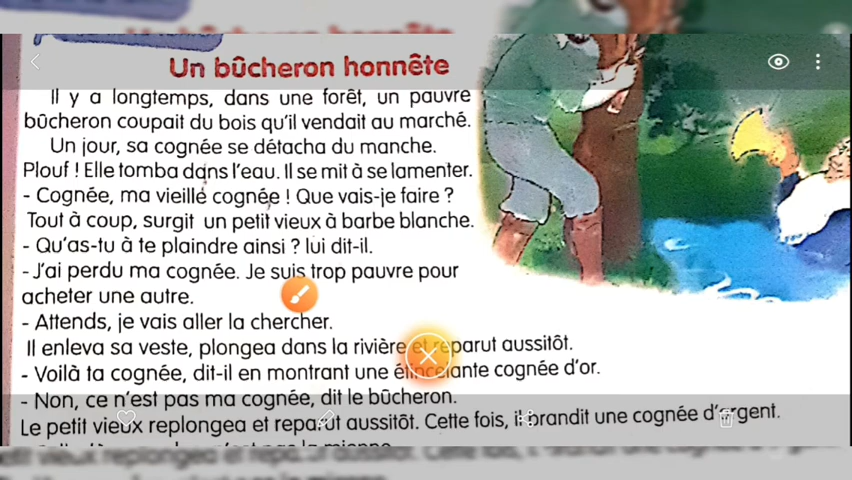 Un bûcheron honnête
Il y a longtemps, dans une forêt, un pauvre
bûcheron coupait du bois qu'il vendait au marché.
Un jour, sa cognée se détacha du manche.
Plouf ! Elle tomba dans l'eau. Il se mit à se lamenter.
- Cognée, ma vieille cognée ! Que vais-je faire ?
Tout à coup, surgit un petit vieux à barbe blanche.
- Qu'as-tu à te plaindre ainsi ? lui dit-il.
- J'ai perdu ma cognée. Je suis trop pauvre pour
acheter une autre.
- Attends, je vais aller la chercher.
Il enleva sa veste, plongea dans la rivière et reparut aussitôt.
- Voilà ta cognée, dit-il en montrant une étincelante cognée d'or.
- Non, ce n'est pas ma cognée, dit le bûcheron.
Le petit vieux replongea et reparut aussitôt. Cette fois, il brandit une cognée d'argent.